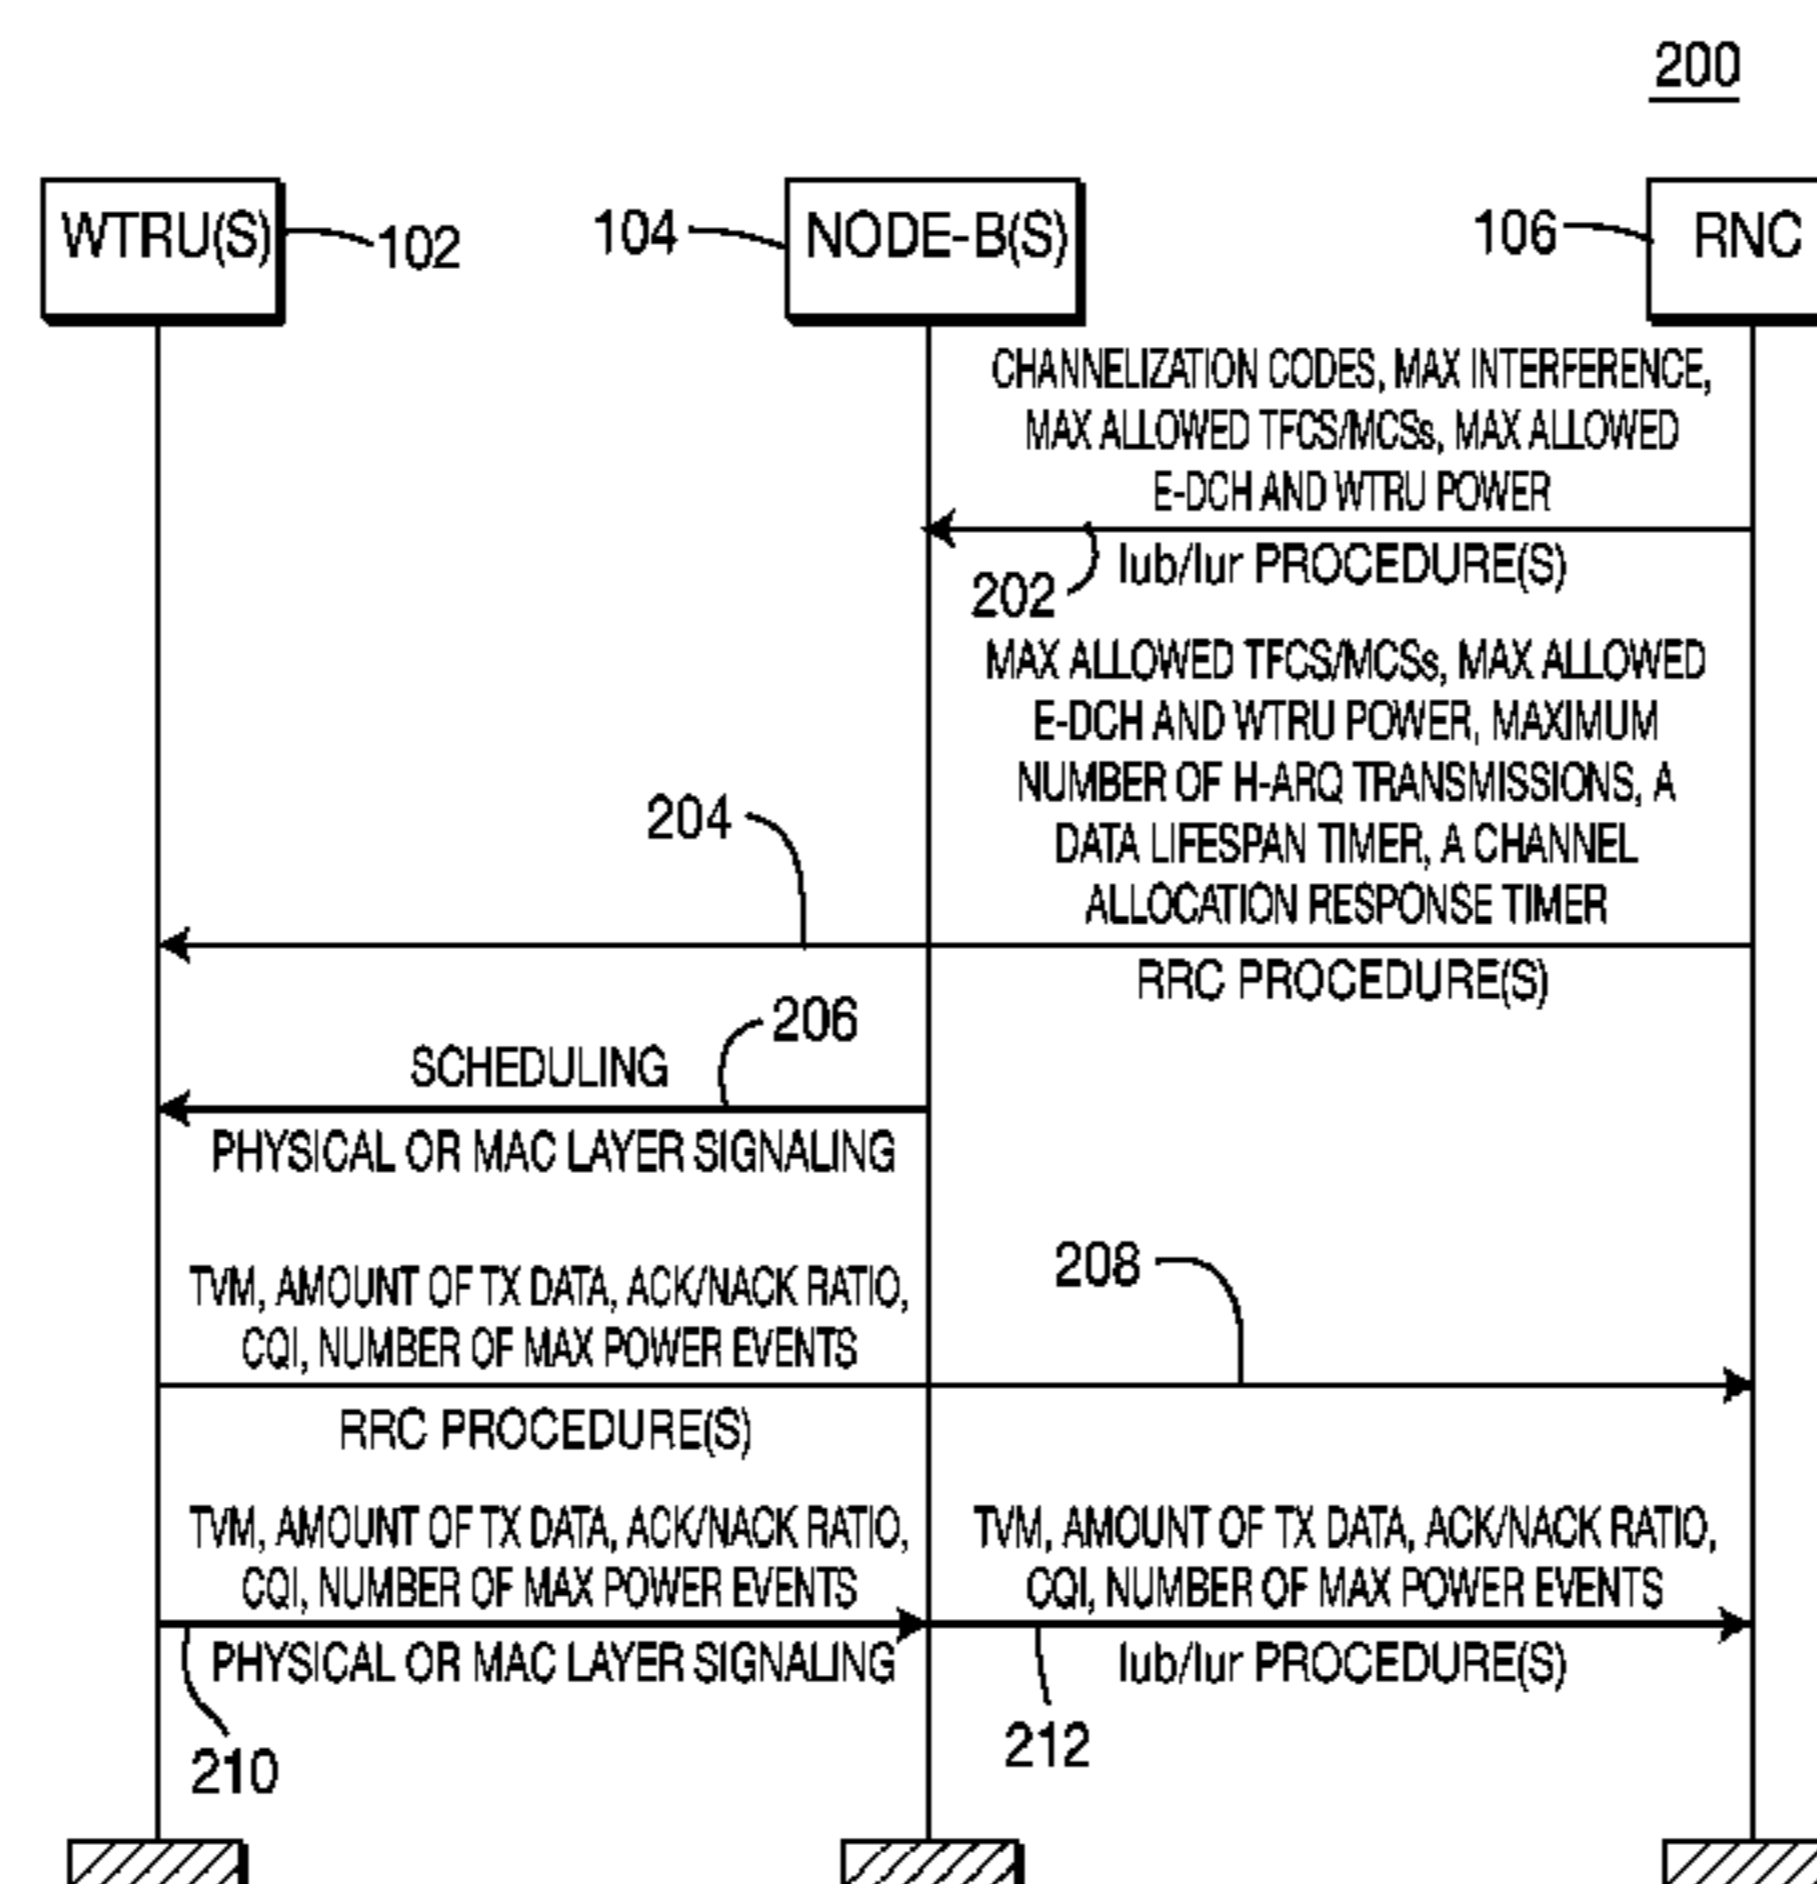 200
WTRU(S)
102
104
NODE-B(S)
106
RNC
CHANNELIZATION CODES, MAX INTERFERENCE,
MAX ALLOWED TFCS/MCSs, MAX ALLOWED
E-DCH AND WTRU POWER
202
Iub/Iur PROCEDURE(S)
MAX ALLOWED TFCS/MCSs, MAX ALLOWED
E-DCH AND WTRU POWER, MAXIMUM
NUMBER OF H-ARQ TRANSMISSIONS, A
DATA LIFESPAN TIMER, A CHANNEL
ALLOCATION RESPONSE TIMER
204
RRC PROCEDURE(S)
206
SCHEDULING
PHYSICAL OR MAC LAYER SIGNALING
208
TVM, AMOUNT OF TX DATA, ACK/NACK RATIO,
CQI, NUMBER OF MAX POWER EVENTS
RRC PROCEDURE(S)
TVM, AMOUNT OF TX DATA, ACK/NACK RATIO,
CQI, NUMBER OF MAX POWER EVENTS
PHYSICAL OR MAC LAYER SIGNALING
210
TVM, AMOUNT OF TX DATA, ACK/NACK RATIO,
CQI, NUMBER OF MAX POWER EVENTS
Iub/Iur PROCEDURE(S)
212